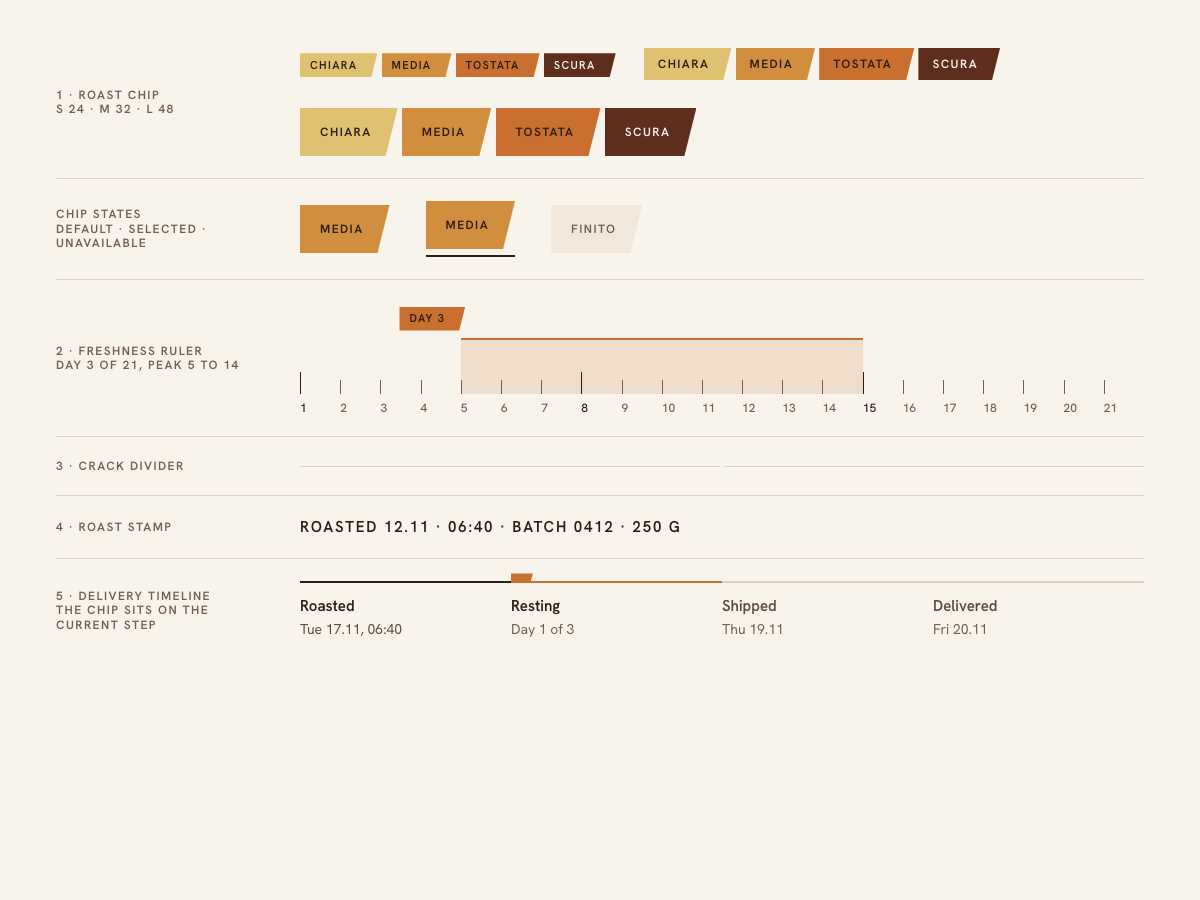 CHIARA MEDIA TOSTATA SCURA CHIARA MEDIA TOSTATA SCURA
1 · ROAST CHIP
S 24 · M 32 · L 48
CHIARA MEDIA TOSTATA SCURA
CHIP STATES
DEFAULT · SELECTED ·
UNAVAILABLE
MEDIA MEDIA FINITO
DAY 3
2 · FRESHNESS RULER
DAY 3 OF 21, PEAK 5 TO 14
1 2 3 4 5 6 7 8 9 10 11 12 13 14 15 16 17 18 19 20 21
3 · CRACK DIVIDER
4 · ROAST STAMP
ROASTED 12.11 · 06:40 · BATCH 0412 · 250 G
5 · DELIVERY TIMELINE
THE CHIP SITS ON THE
CURRENT STEP
Roasted Resting Shipped Delivered
Tue 17.11, 06:40 Day 1 of 3 Thu 19.11 Fri 20.11